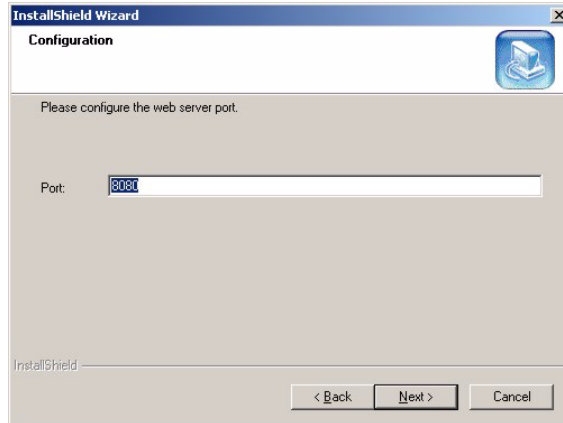 InstallShield Wizard
Configuration
Please configure the web server port.
Port: 8080
InstallShield
< Back Next > Cancel